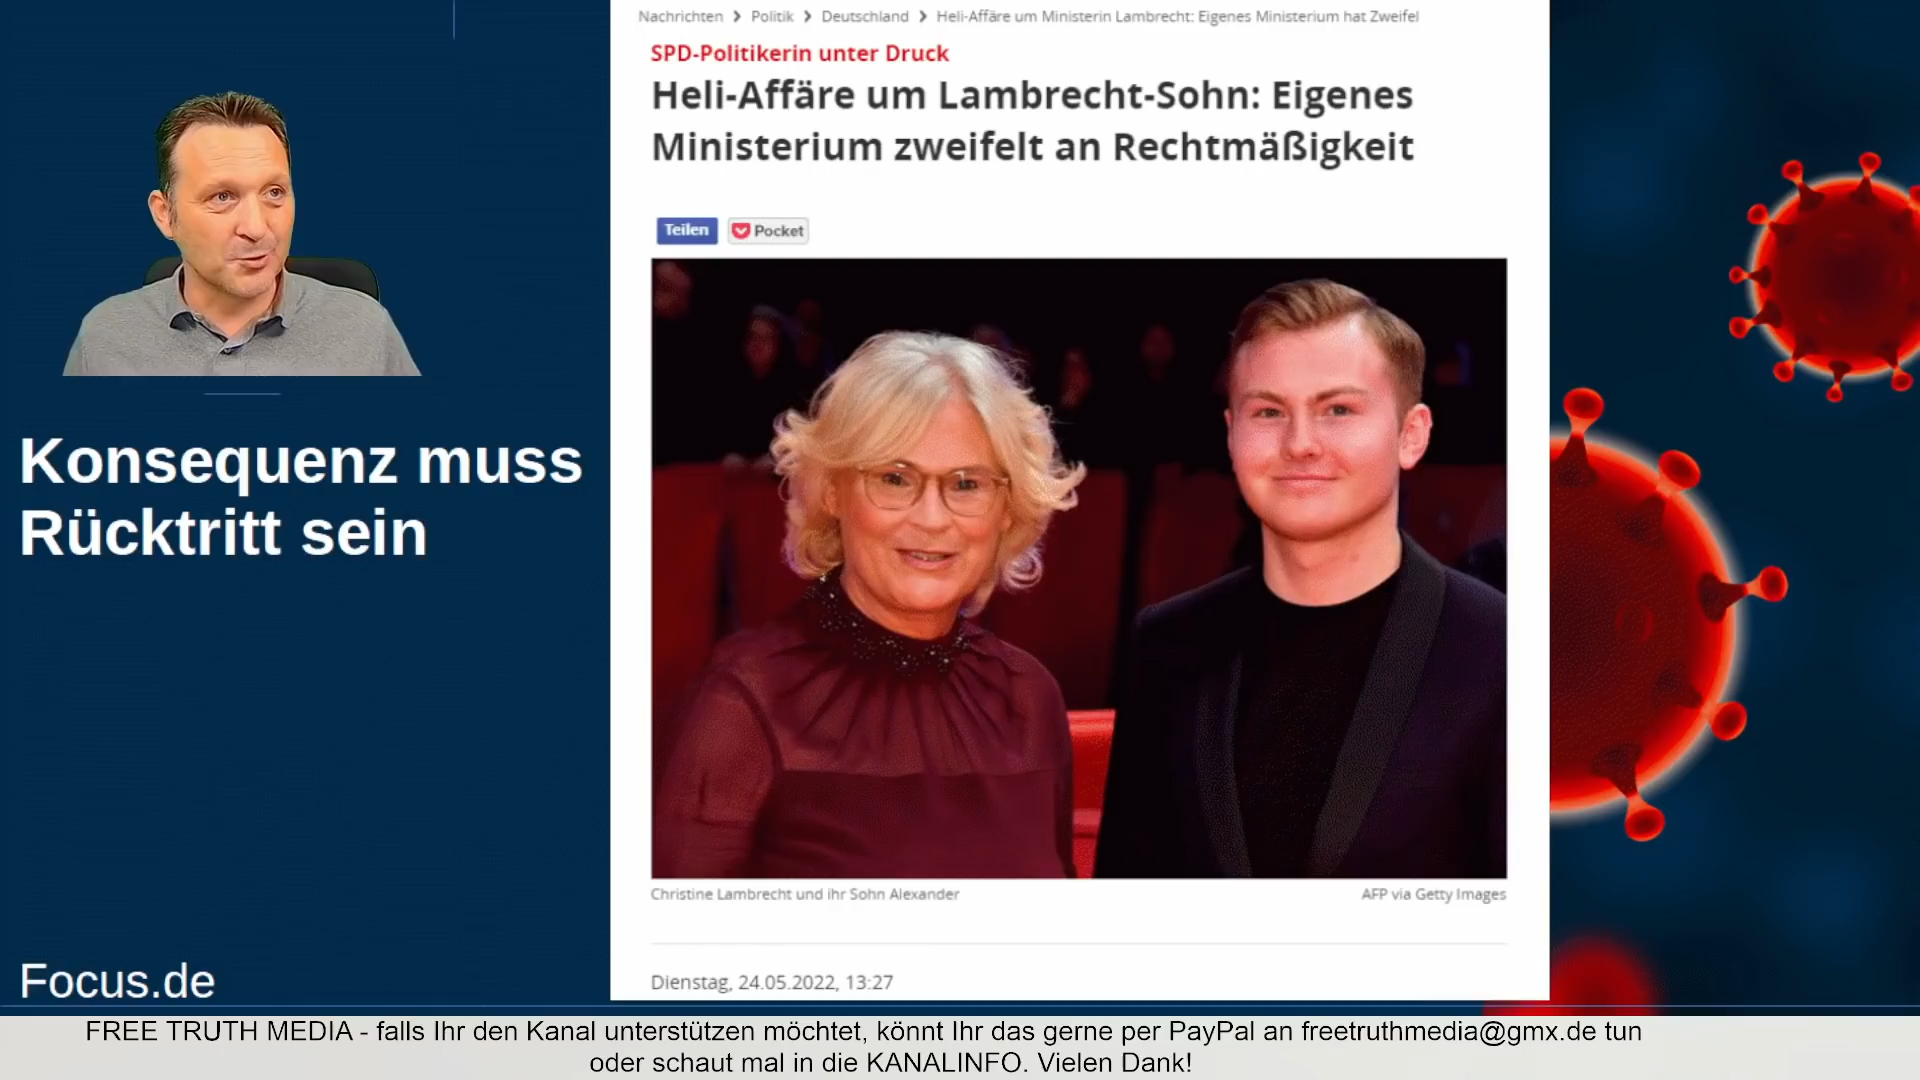 Nachrichten > Politik > Deutschland > Heli-Affäre um Ministerin Lambrecht: Eigenes Ministerium hat Zweifel
SPD-Politikerin unter Druck
Heli-Affäre um Lambrecht-Sohn: Eigenes
Ministerium zweifelt an Rechtmäßigkeit
Teilen
Pocket
Christine Lambrecht und ihr Sohn Alexander
AFP via Getty Images
Dienstag, 24.05.2022, 13:27
Konsequenz muss
Rücktritt sein
Focus.de
FREE TRUTH MEDIA - falls Ihr den Kanal unterstützen möchtet, könnt Ihr das gerne per PayPal an freetruthmedia@gmx.de tun
oder schaut mal in die KANALINFO. Vielen Dank!